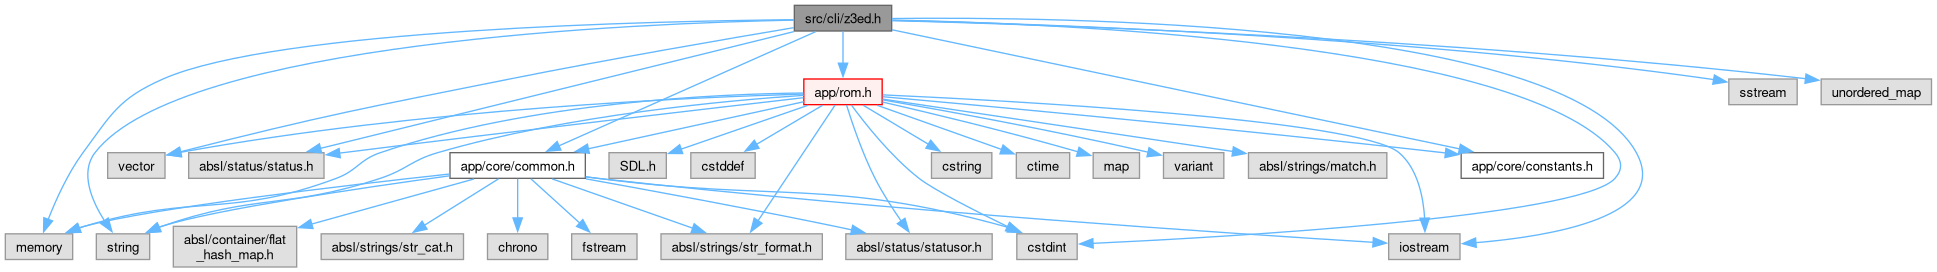 src/cli/z3ed.h
app/rom.h
sstream
unordered_map
vector
absl/status/status.h
app/core/common.h
SDL.h
cstddef
cstring
ctime
map
variant
absl/strings/match.h
app/core/constants.h
memory
string
absl/container/flat
_hash_map.h
absl/strings/str_cat.h
chrono
fstream
absl/strings/str_format.h
absl/status/statusor.h
cstdint
iostream